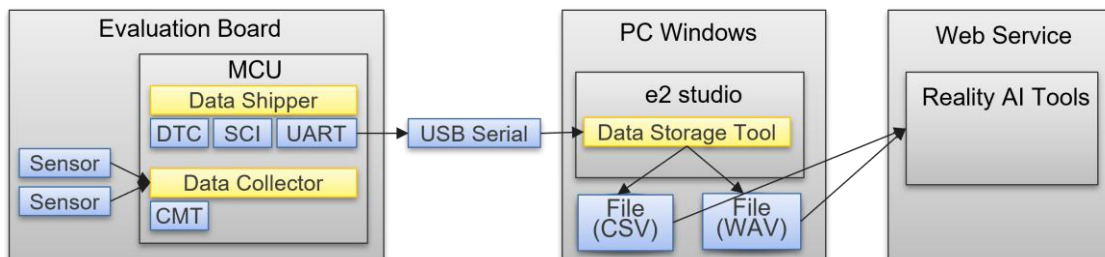 Evaluation Board
MCU
Data Shipper
DTC
SCI
UART
Sensor
Sensor
Data Collector
CMT
USB Serial
PC Windows
e2 studio
Data Storage Tool
File
(CSV)
File
(WAV)
Web Service
Reality AI Tools